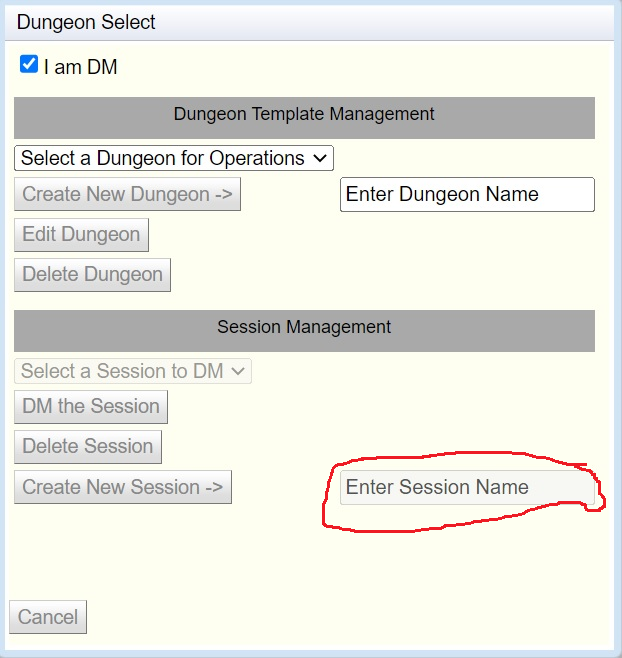 Dungeon Select
I am DM
Dungeon Template Management
Select a Dungeon for Operations
Create New Dungeon -> Enter Dungeon Name
Edit Dungeon
Delete Dungeon
Session Management
Select a Session to DM
DM the Session
Delete Session
Create New Session -> Enter Session Name
Cancel